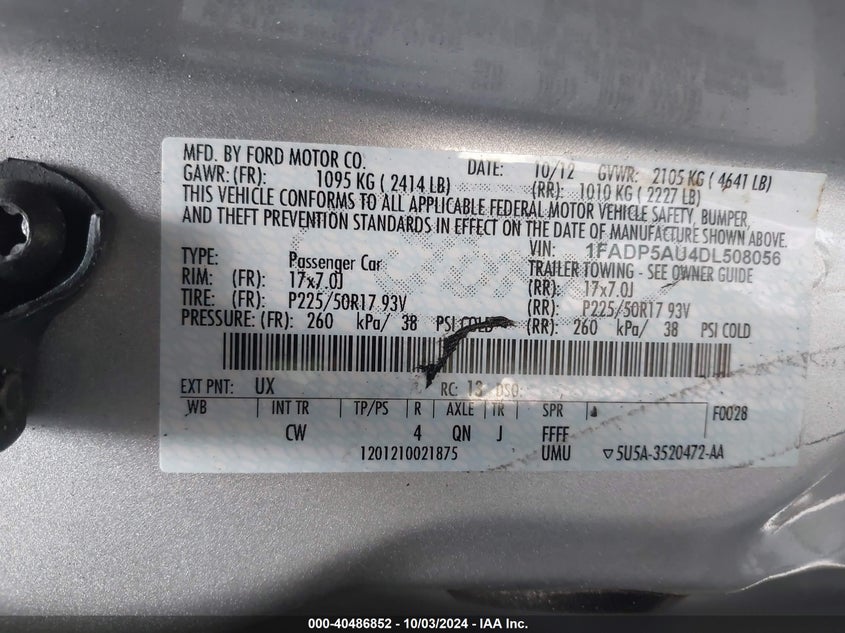 MFD. BY FORD MOTOR CO. DATE: 10/12 GVWR: 2105 KG ( 4641 LB)
GAWR: (FR): 1095 KG ( 2414 LB) (RR): 1010 KG ( 2227 LB)
THIS VEHICLE CONFORMS TO ALL APPLICABLE FEDERAL MOTOR VEHICLE SAFETY, BUMPER,
AND THEFT PREVENTION STANDARDS IN EFFECT ON THE DATE OF MANUFACTURE SHOWN ABOVE.
VIN: 1FADP5AU4DL508056
TYPE: Passenger Car TRAILER TOWING - SEE OWNER GUIDE
RIM: (FR): 17x7.0J (RR): 17x7.0J
TIRE: (FR): P225/50R17 93V (RR): P225/50R17 93V
PRESSURE: (FR): 260 kPa/ 38 PSI COLD (RR): 260 kPa/ 38 PSI COLD
EXT PNT: UX RC: 13 DSO:
WB INT TR TP/PS R AXLE TR SPR F0028
CW 4 QN J FFFF
1201210021875 UMU ▽5U5A-3520472-AA
000-40486852 - 10/03/2024 - IAA Inc.